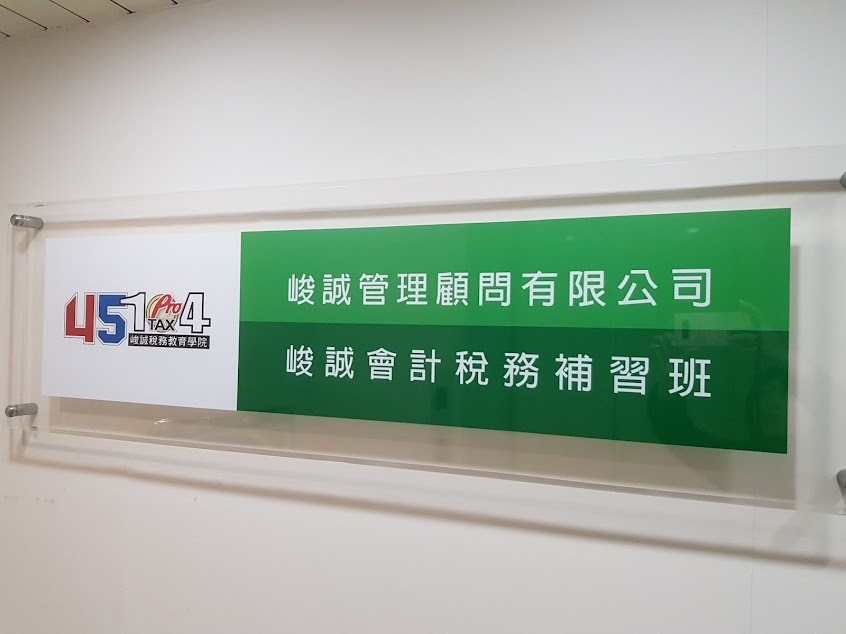 451 Pro 4
TAX
峻誠稅務教育學院
峻誠管理顧問有限公司
峻誠會計稅務補習班